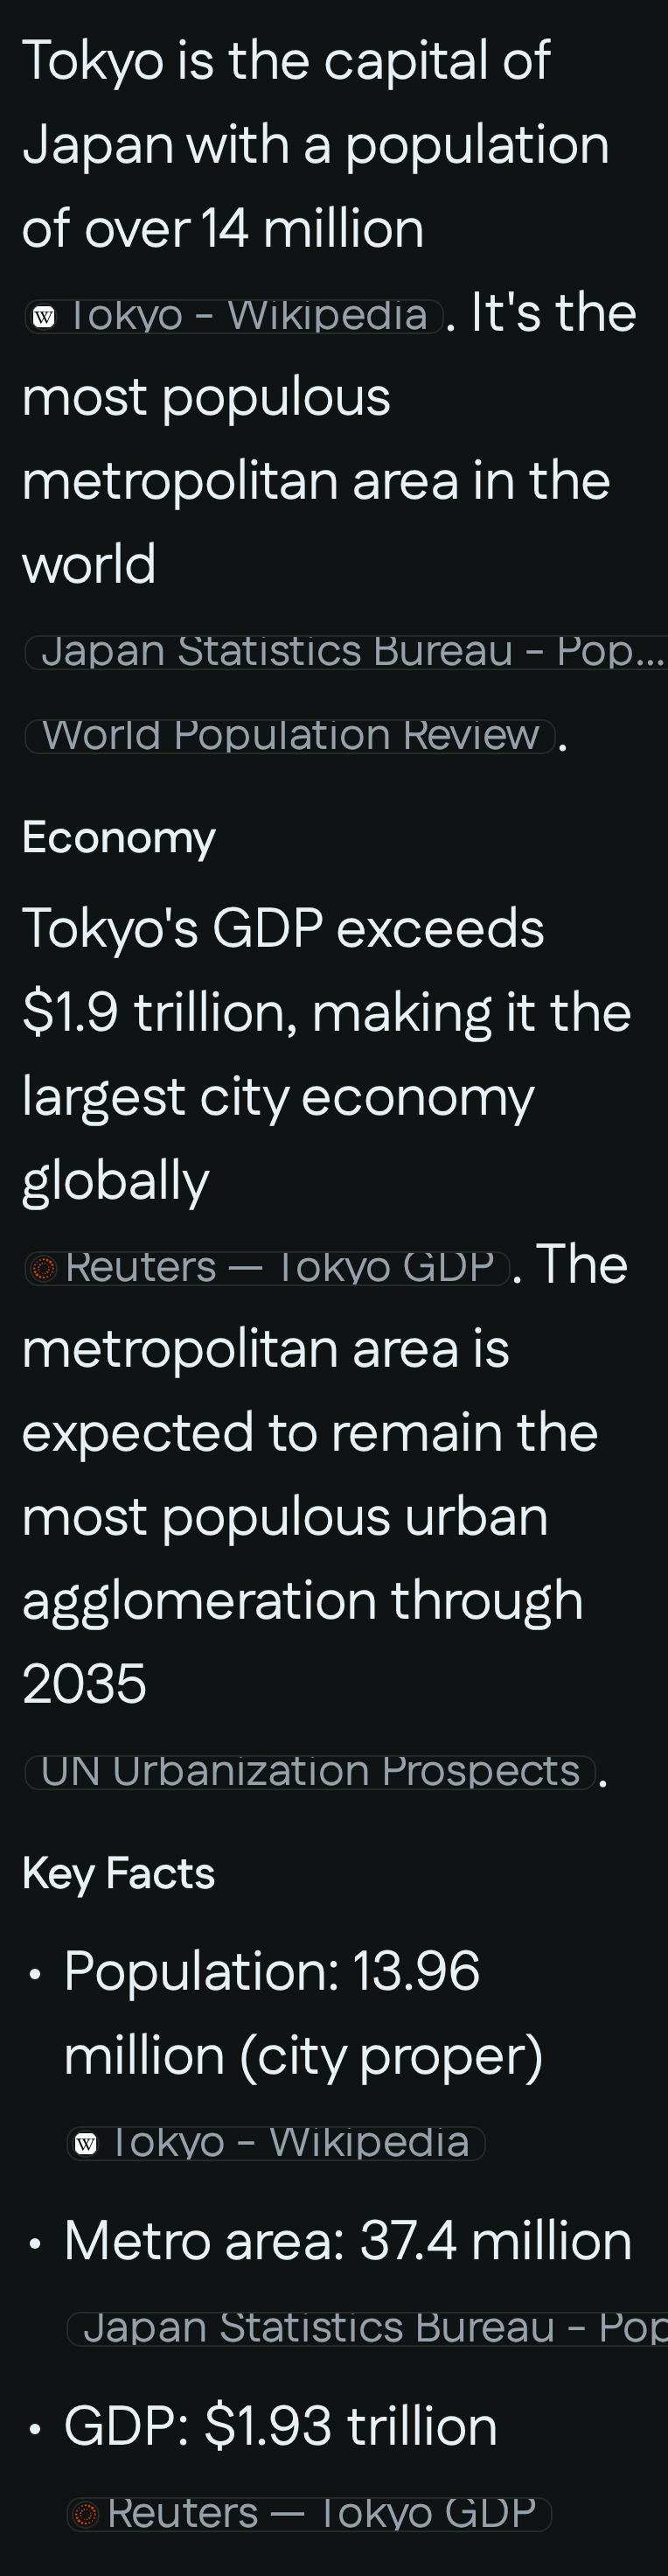 Tokyo is the capital of
Japan with a population
of over 14 million
W Tokyo - Wikipedia. It's the
most populous
metropolitan area in the
world
Japan Statistics Bureau - Pop...
World Population Review.
Economy
Tokyo's GDP exceeds
$1.9 trillion, making it the
largest city economy
globally
Reuters — Tokyo GDP. The
metropolitan area is
expected to remain the
most populous urban
agglomeration through
2035
UN Urbanization Prospects.
Key Facts
• Population: 13.96
million (city proper)
W Tokyo - Wikipedia
• Metro area: 37.4 million
Japan Statistics Bureau - Pop
• GDP: $1.93 trillion
Reuters — Tokyo GDP